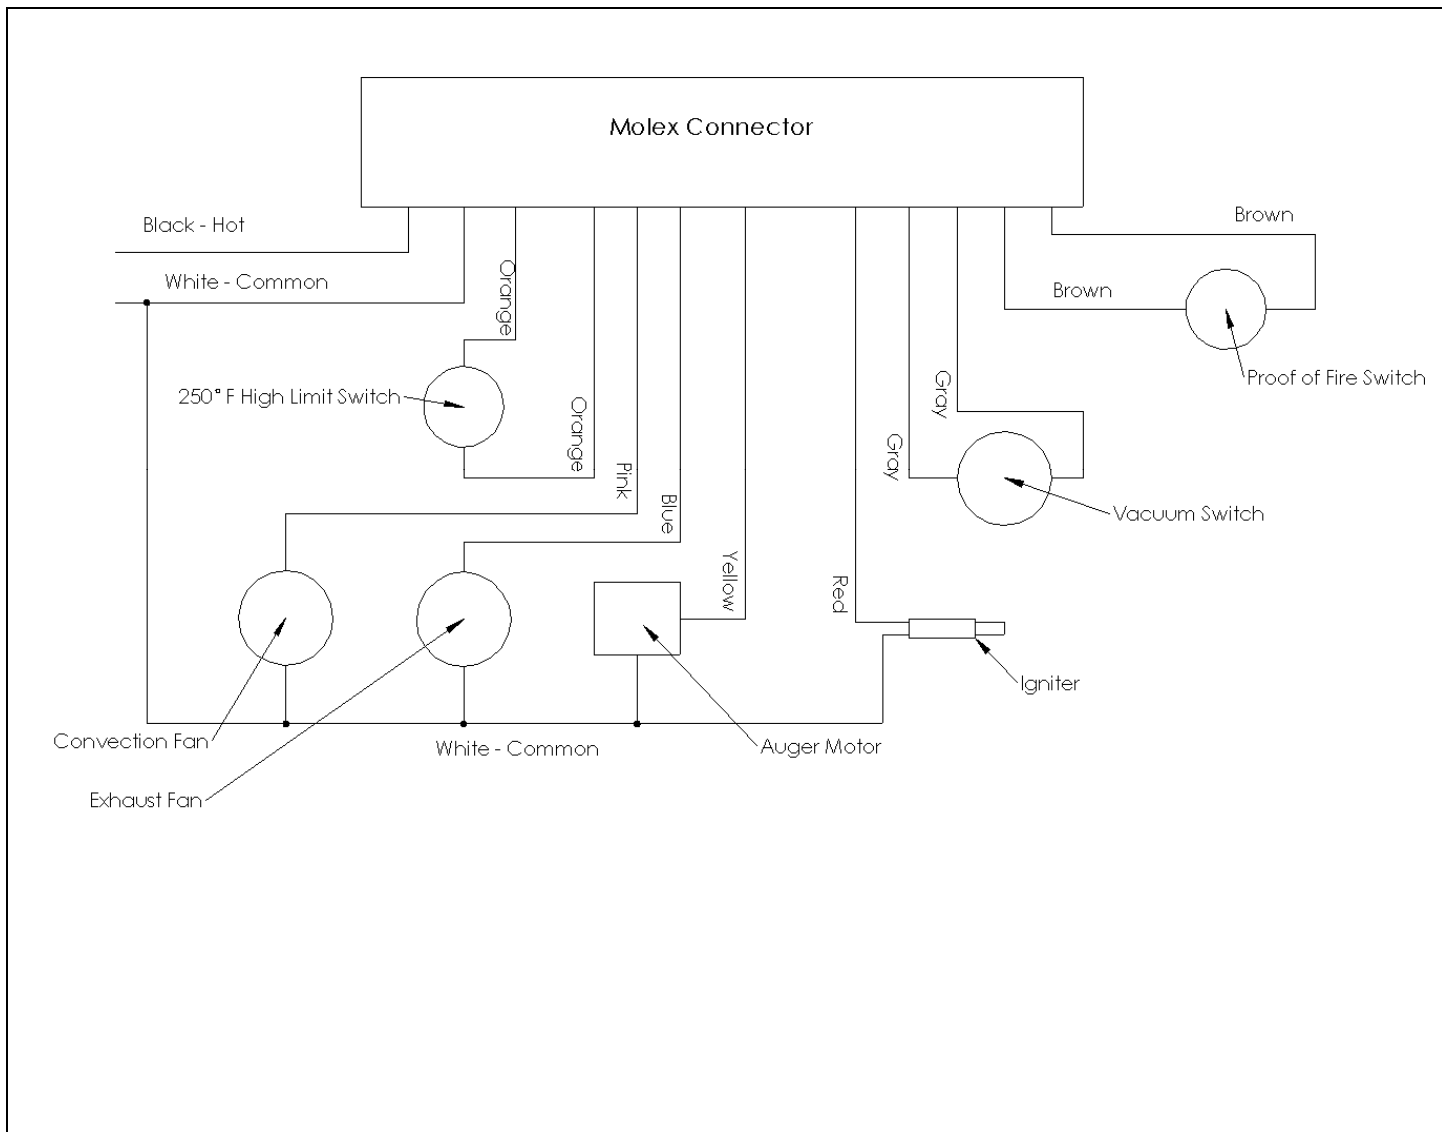 Molex Connector
Black - Hot
Brown
White - Common
Orange
Brown
250°F High Limit Switch
Proof of Fire Switch
Orange
Gray
Gray
Pink
Blue
Vacuum Switch
Yellow
Red
Igniter
Convection Fan
White - Common
Auger Motor
Exhaust Fan